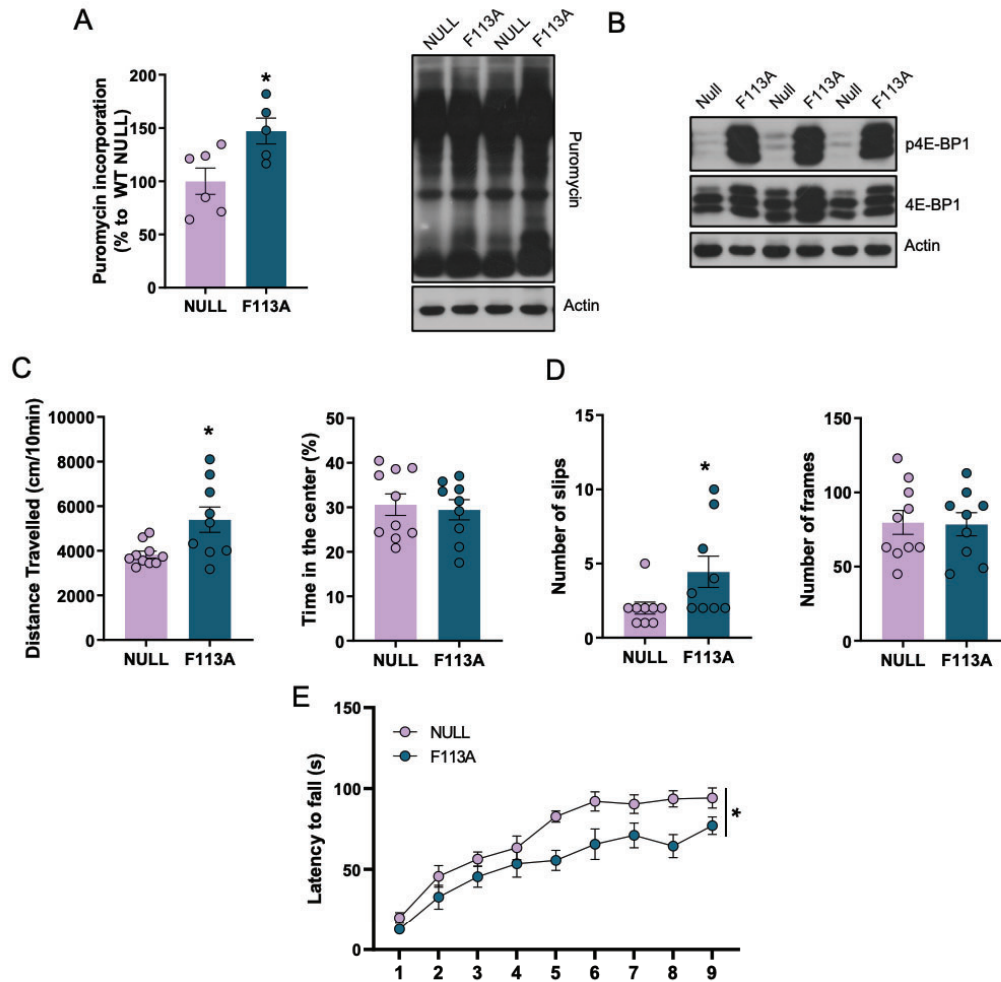 A
Puromycin incorporation
(% to WT NULL)
200
150
100
50
0
*
NULL
F113A
NULL
F113A
NULL
F113A
Puromycin
Actin
B
Null
F113A
Null
F113A
Null
F113A
p4E-BP1
4E-BP1
Actin
C
Distance Travelled (cm/10min)
10000
8000
6000
4000
2000
0
*
NULL
F113A
Time in the center (%)
50
40
30
20
10
0
NULL
F113A
D
Number of slips
15
10
5
0
*
NULL
F113A
Number of frames
150
100
50
0
NULL
F113A
E
Latency to fall (s)
150
100
50
0
NULL
F113A
*
1 2 3 4 5 6 7 8 9